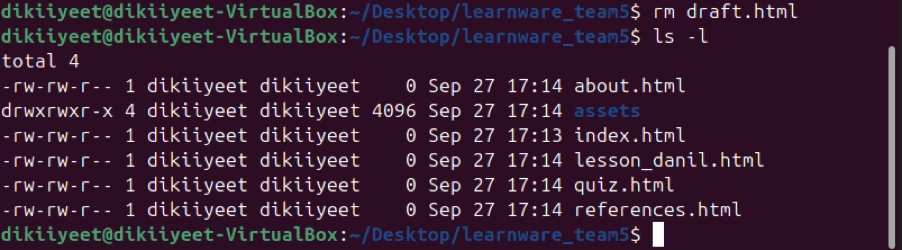 dikiiyeet@dikiiyeet-VirtualBox:~/Desktop/learnware_team5$ rm draft.html
dikiiyeet@dikiiyeet-VirtualBox:~/Desktop/learnware_team5$ ls -l
total 4
-rw-rw-r-- 1 dikiiyeet dikiiyeet    0 Sep 27 17:14 about.html
drwxrwxr-x 4 dikiiyeet dikiiyeet 4096 Sep 27 17:14 assets
-rw-rw-r-- 1 dikiiyeet dikiiyeet    0 Sep 27 17:13 index.html
-rw-rw-r-- 1 dikiiyeet dikiiyeet    0 Sep 27 17:14 lesson_danil.html
-rw-rw-r-- 1 dikiiyeet dikiiyeet    0 Sep 27 17:14 quiz.html
-rw-rw-r-- 1 dikiiyeet dikiiyeet    0 Sep 27 17:14 references.html
dikiiyeet@dikiiyeet-VirtualBox:~/Desktop/learnware_team5$